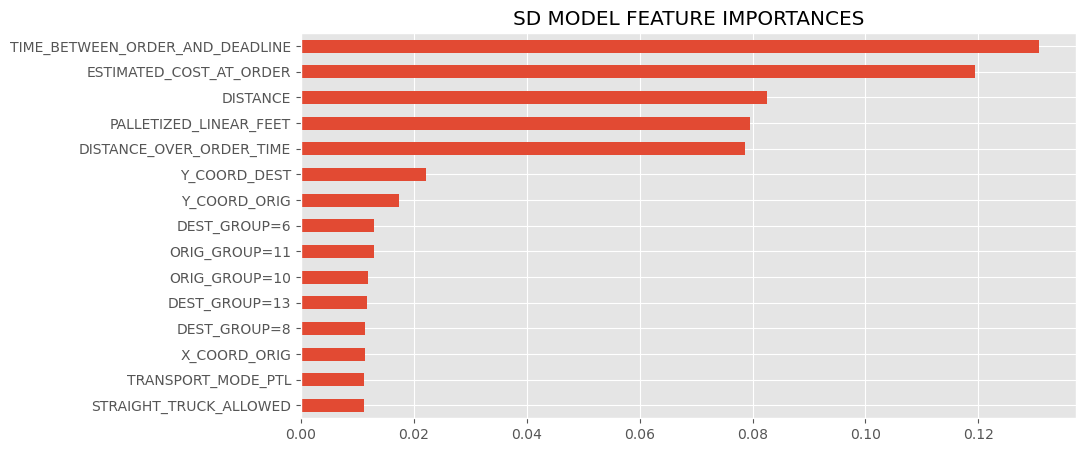 SD MODEL FEATURE IMPORTANCES
TIME_BETWEEN_ORDER_AND_DEADLINE
ESTIMATED_COST_AT_ORDER
DISTANCE
PALLETIZED_LINEAR_FEET
DISTANCE_OVER_ORDER_TIME
Y_COORD_DEST
Y_COORD_ORIG
DEST_GROUP=6
ORIG_GROUP=11
ORIG_GROUP=10
DEST_GROUP=13
DEST_GROUP=8
X_COORD_ORIG
TRANSPORT_MODE_PTL
STRAIGHT_TRUCK_ALLOWED
0.00 0.02 0.04 0.06 0.08 0.10 0.12